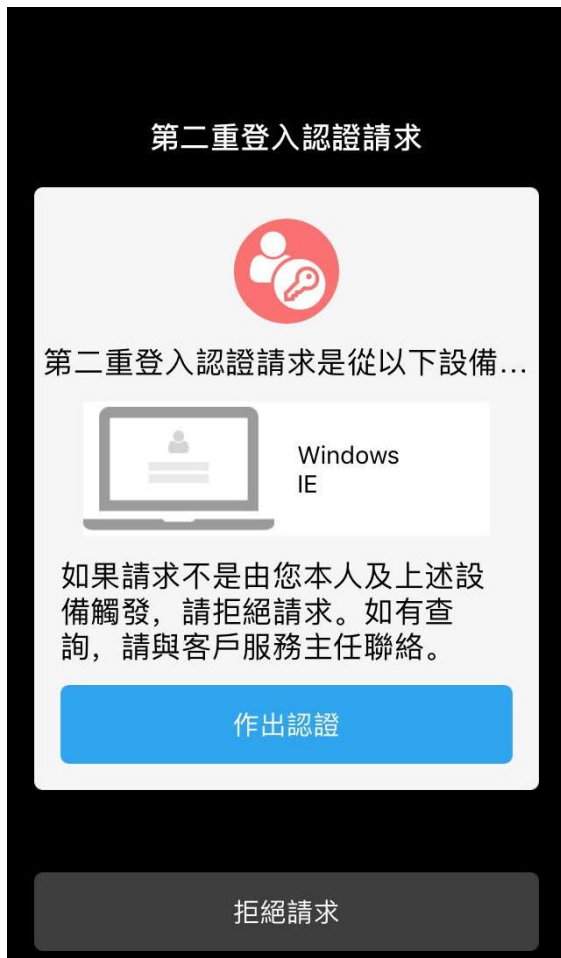 第二重登入認證請求
第二重登入認證請求是從以下設備...
Windows
IE
如果請求不是由您本人及上述設
備觸發，請拒絕請求。如有查
詢，請與客戶服務主任聯絡。
作出認證
拒絕請求